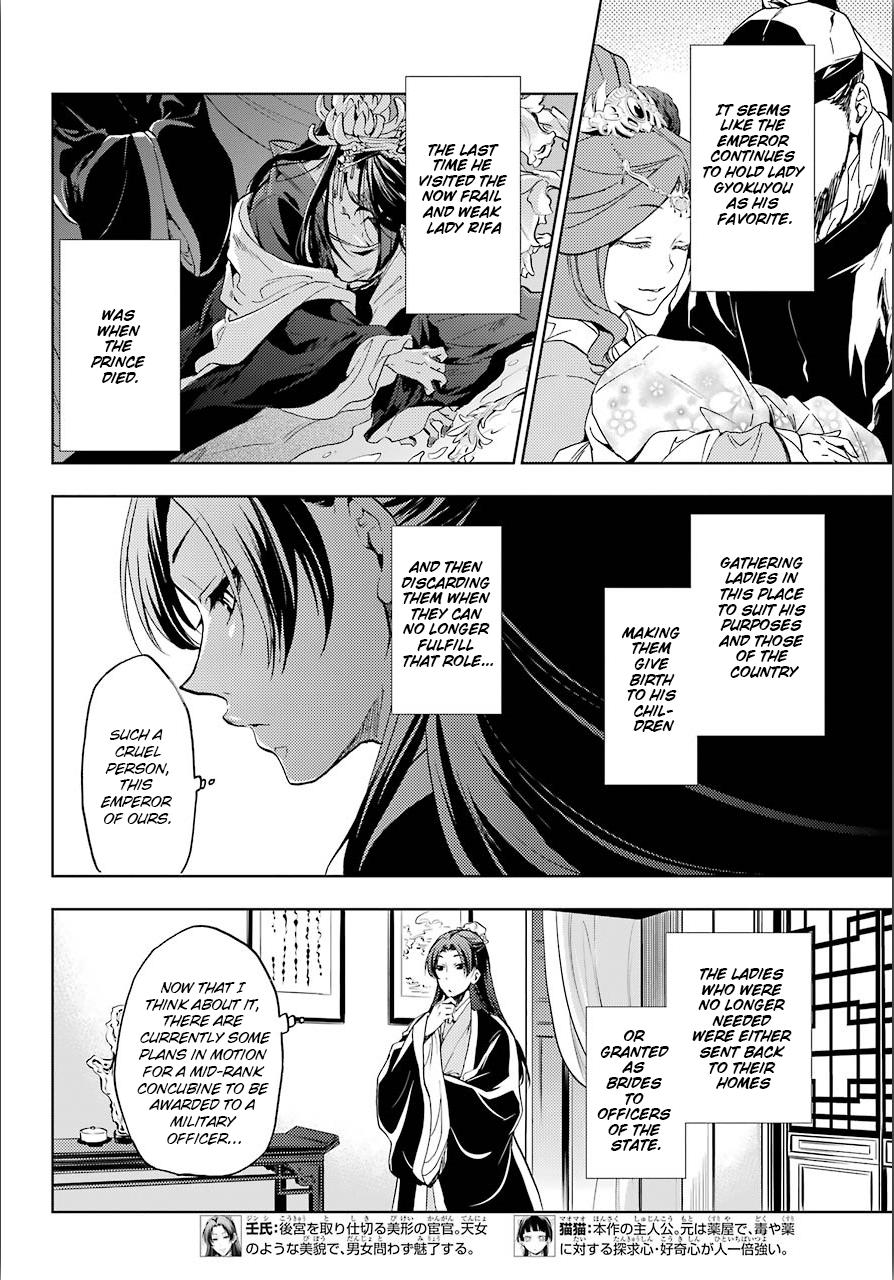 IT SEEMS
LIKE THE
EMPEROR
CONTINUES
TO HOLD LADY
GYOKUYOU
AS HIS
FAVORITE.
THE LAST
TIME HE
VISITED THE
NOW FRAIL
AND WEAK
LADY RIFA
WAS
WHEN
THE
PRINCE
DIED.
GATHERING
LADIES IN
THIS PLACE
TO SUIT HIS
PURPOSES
AND THOSE
OF THE
COUNTRY
MAKING
THEM
GIVE
BIRTH
TO HIS
CHIL-
DREN
AND THEN
DISCARDING
THEM WHEN
THEY CAN
NO LONGER
FULFILL
THAT ROLE...
SUCH A
CRUEL
PERSON,
THIS
EMPEROR
OF OURS.
THE LADIES
WHO WERE
NO LONGER
NEEDED
WERE EITHER
SENT BACK
TO THEIR
HOMES
OR
GRANTED
AS
BRIDES
TO
OFFICERS
OF THE
STATE.
NOW THAT I
THINK ABOUT IT,
THERE ARE
CURRENTLY SOME
PLANS IN MOTION
FOR A MID-RANK
CONCUBINE TO BE
AWARDED TO A
MILITARY
OFFICER...
壬氏:後宮を取り仕切る美形の宦官。天女
のような美貌で、男女問わず魅了する。
猫猫:本作の主人公。元は薬屋で、毒や薬
に対する探求心・好奇心が人一倍強い。